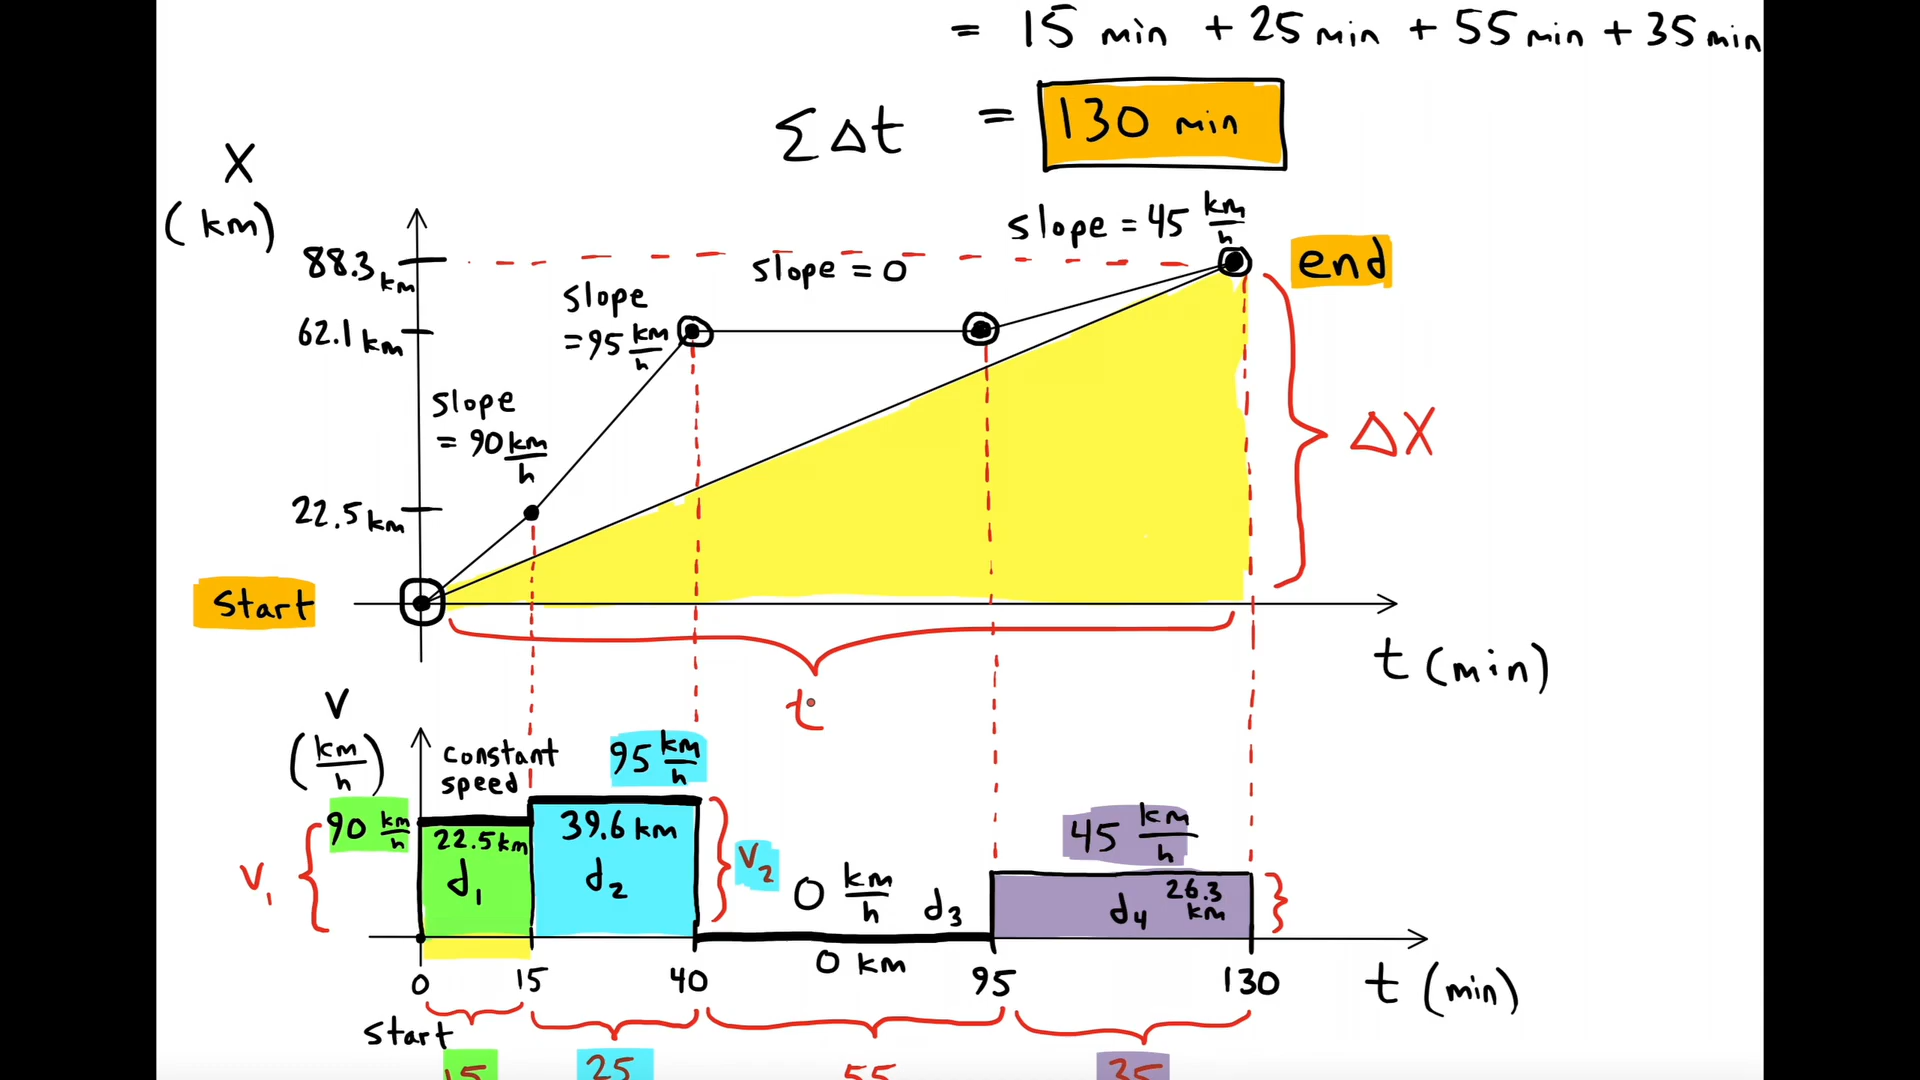 = 15 min + 25 min + 55 min + 35 min
Σ Δt = 130 min
X
(km)
slope = 45 km/h
88.3 km
slope = 0
end
slope
= 95 km/h
62.1 km
slope
= 90 km/h
ΔX
22.5 km
start
t (min)
t
V
(km/h)
constant
speed
95 km/h
90 km/h
22.5 km
39.6 km
45 km/h
V1
d1
d2
V2
0 km/h
d3
d4
26.3
km
0 km
0
15
40
95
130
t (min)
start
15
25
55
35